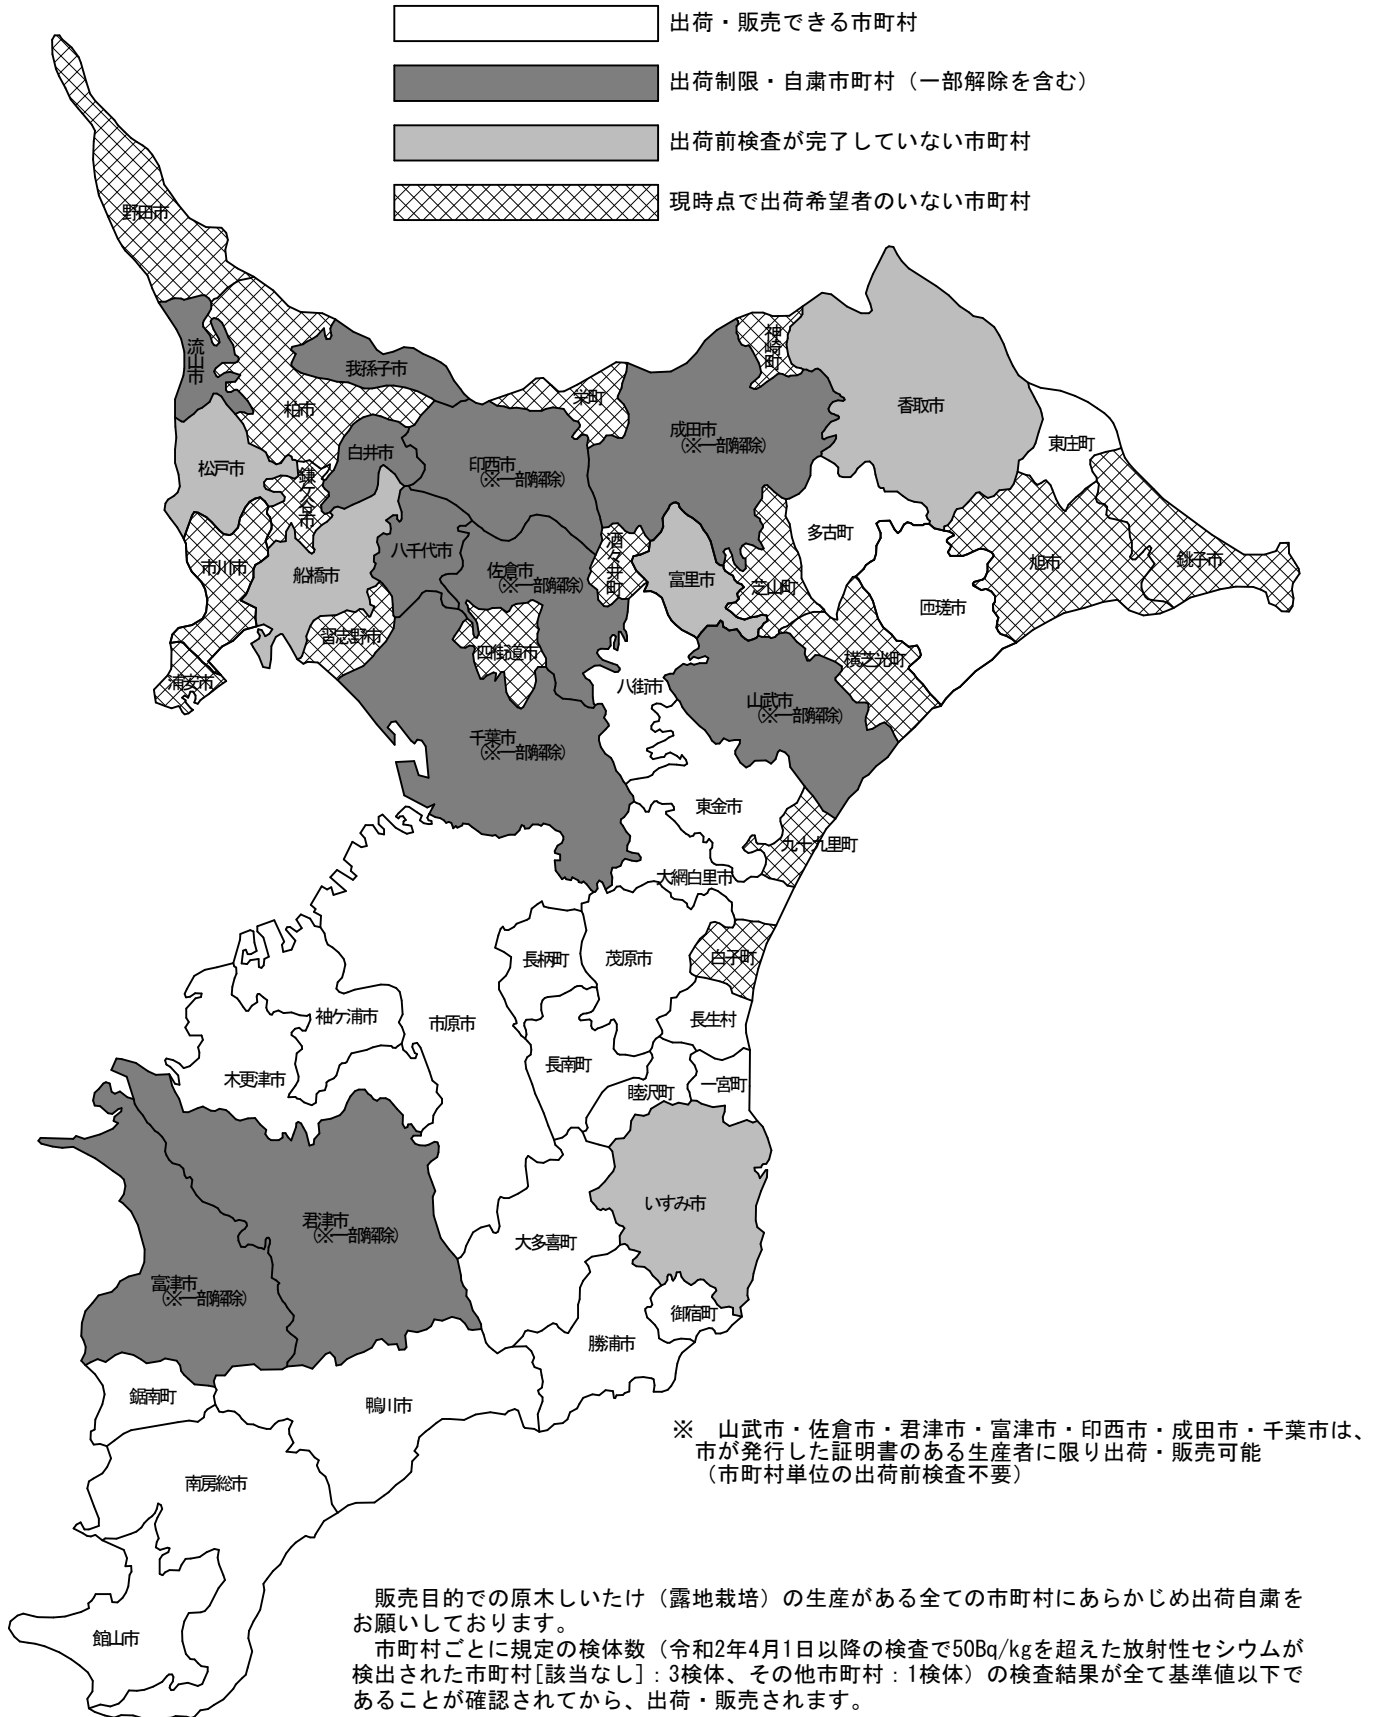 出荷・販売できる市町村
出荷制限・自粛市町村（一部解除を含む）
出荷前検査が完了していない市町村
現時点で出荷希望者のいない市町村
野田市
流山市
我孫子市
柏市
神崎町
栄町
香取市
成田市
（※一部解除）
東庄町
松戸市
鎌ケ谷市
白井市
印西市
（※一部解除）
多古町
八千代市
酒々井町
市川市
船橋市
佐倉市
（※一部解除）
富里市
芝山町
旭市
銚子市
匝瑳市
習志野市
四街道市
横芝光町
浦安市
八街市
山武市
（※一部解除）
千葉市
（※一部解除）
東金市
九十九里町
大網白里市
長柄町
茂原市
白子町
袖ケ浦市
市原市
長生村
木更津市
長南町
睦沢町
一宮町
いすみ市
君津市
（※一部解除）
大多喜町
富津市
（※一部解除）
御宿町
勝浦市
鋸南町
鴨川市
※　山武市・佐倉市・君津市・富津市・印西市・成田市・千葉市は、
市が発行した証明書のある生産者に限り出荷・販売可能
（市町村単位の出荷前検査不要）
南房総市
館山市
　販売目的での原木しいたけ（露地栽培）の生産がある全ての市町村にあらかじめ出荷自粛を
お願いしております。
　市町村ごとに規定の検体数（令和2年4月1日以降の検査で50Bq/kgを超えた放射性セシウムが
検出された市町村[該当なし]：3検体、その他市町村：1検体）の検査結果が全て基準値以下で
あることが確認されてから、出荷・販売されます。